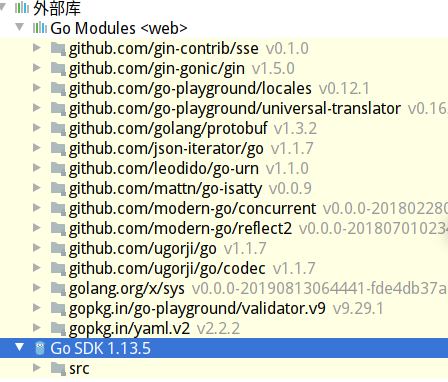 外部库
Go Modules <web>
github.com/gin-contrib/sse v0.1.0
github.com/gin-gonic/gin v1.5.0
github.com/go-playground/locales v0.12.1
github.com/go-playground/universal-translator v0.16.
github.com/golang/protobuf v1.3.2
github.com/json-iterator/go v1.1.7
github.com/leodido/go-urn v1.1.0
github.com/mattn/go-isatty v0.0.9
github.com/modern-go/concurrent v0.0.0-201802280
github.com/modern-go/reflect2 v0.0.0-201807010234
github.com/ugorji/go v1.1.7
github.com/ugorji/go/codec v1.1.7
golang.org/x/sys v0.0.0-20190813064441-fde4db37a
gopkg.in/go-playground/validator.v9 v9.29.1
gopkg.in/yaml.v2 v2.2.2
Go SDK 1.13.5
src